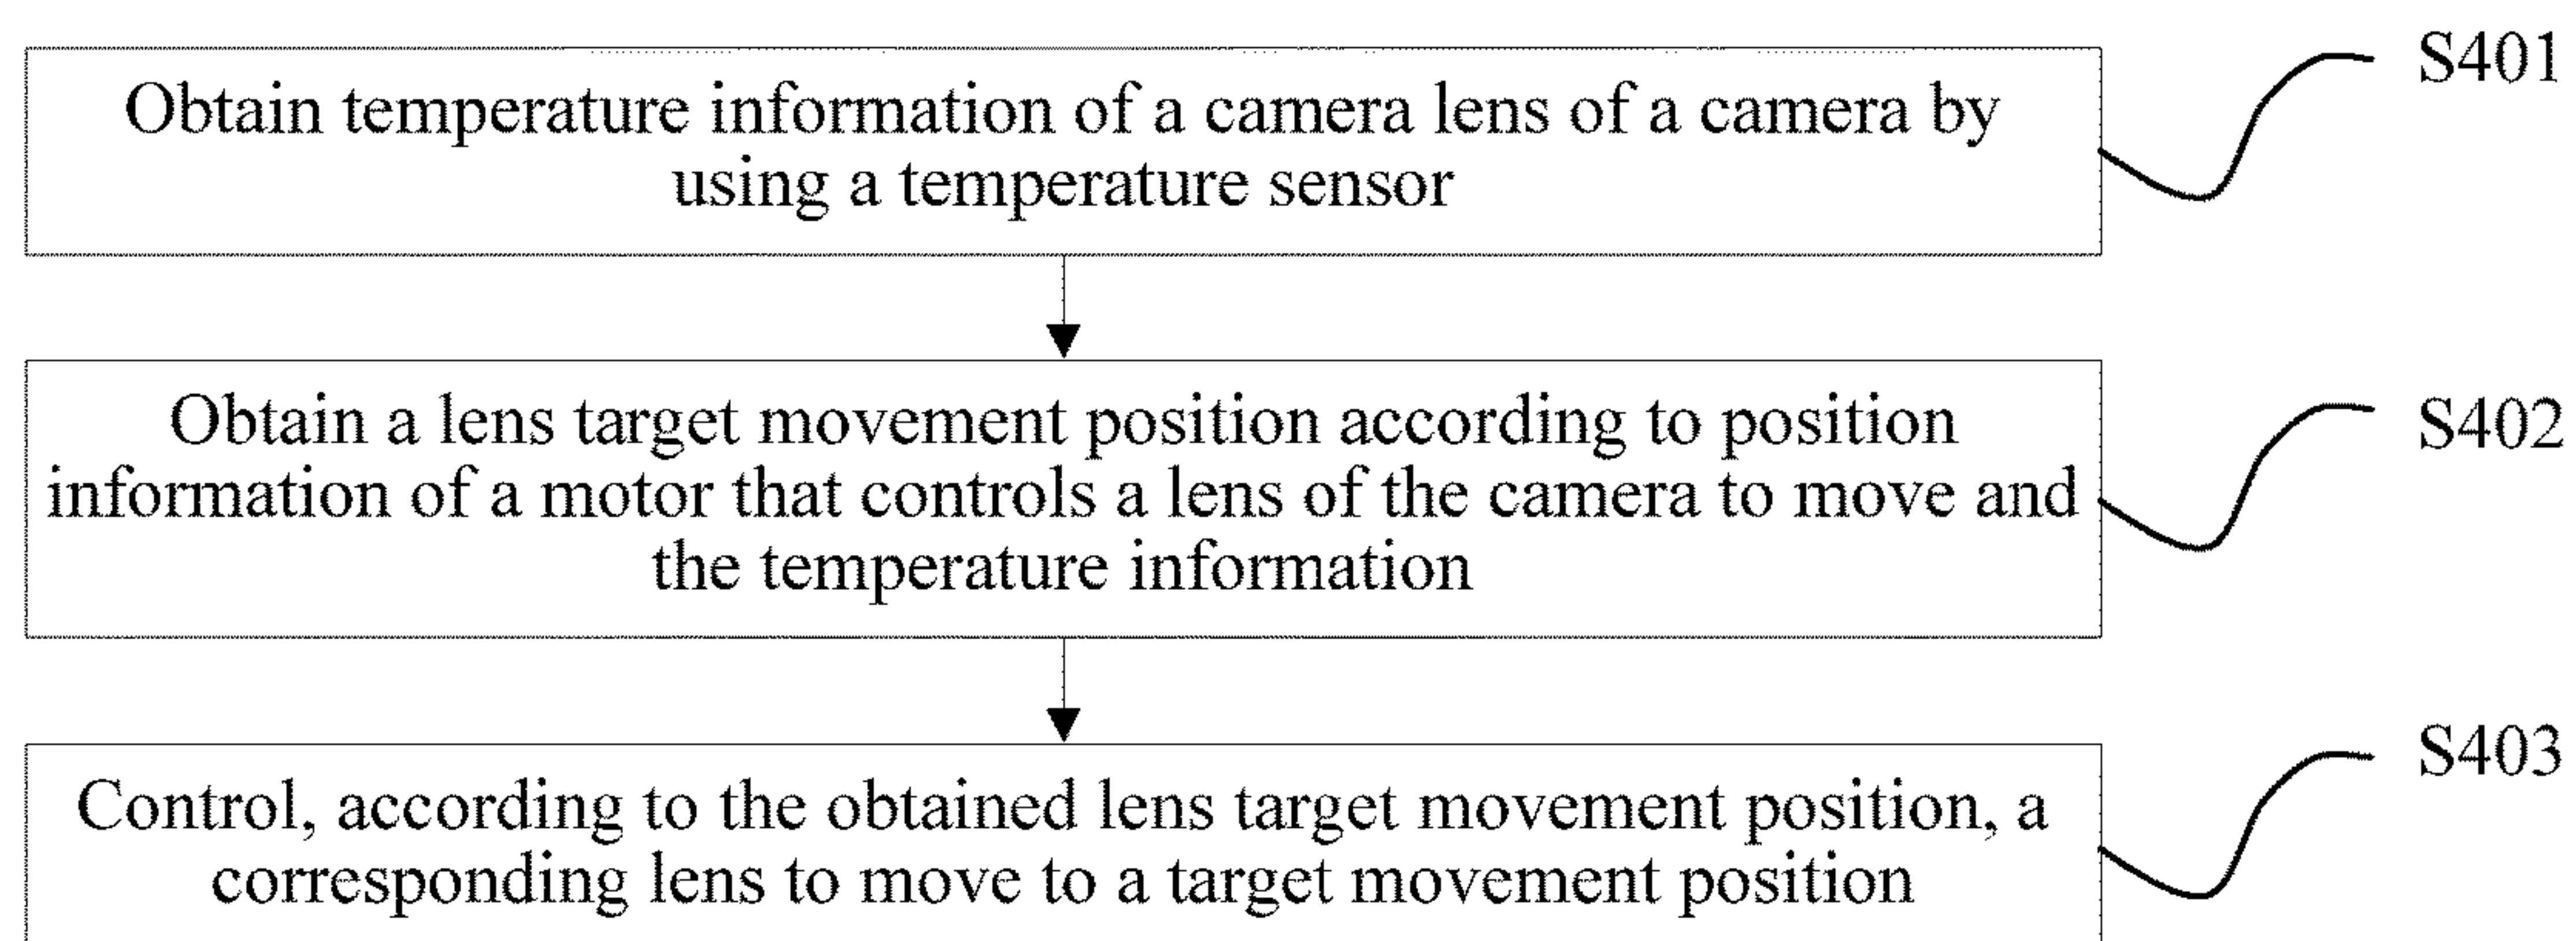 S401
Obtain temperature information of a camera lens of a camera by
using a temperature sensor
S402
Obtain a lens target movement position according to position
information of a motor that controls a lens of the camera to move and
the temperature information
S403
Control, according to the obtained lens target movement position, a
corresponding lens to move to a target movement position